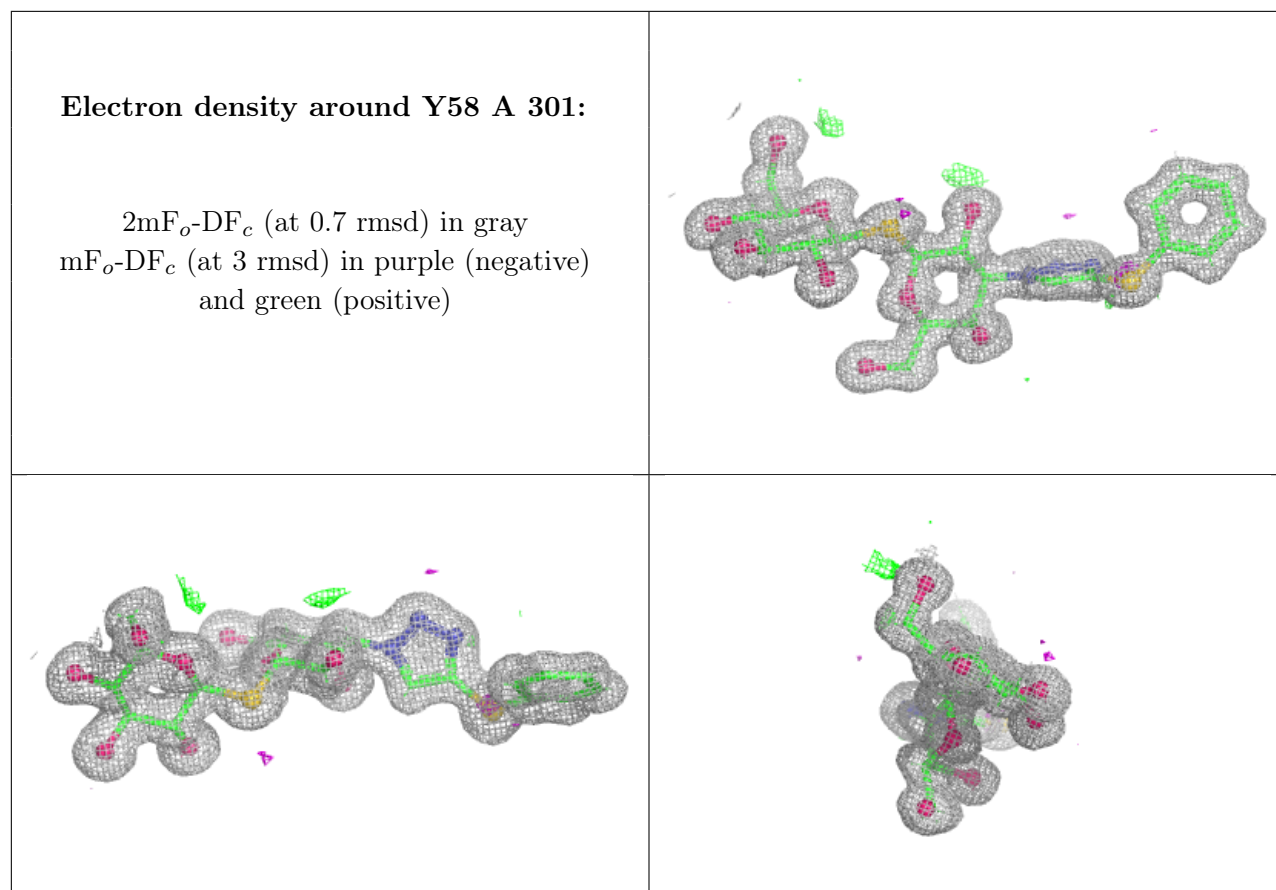 Electron density around Y58 A 301:
2mFo-DFc (at 0.7 rmsd) in gray
mFo-DFc (at 3 rmsd) in purple (negative)
and green (positive)